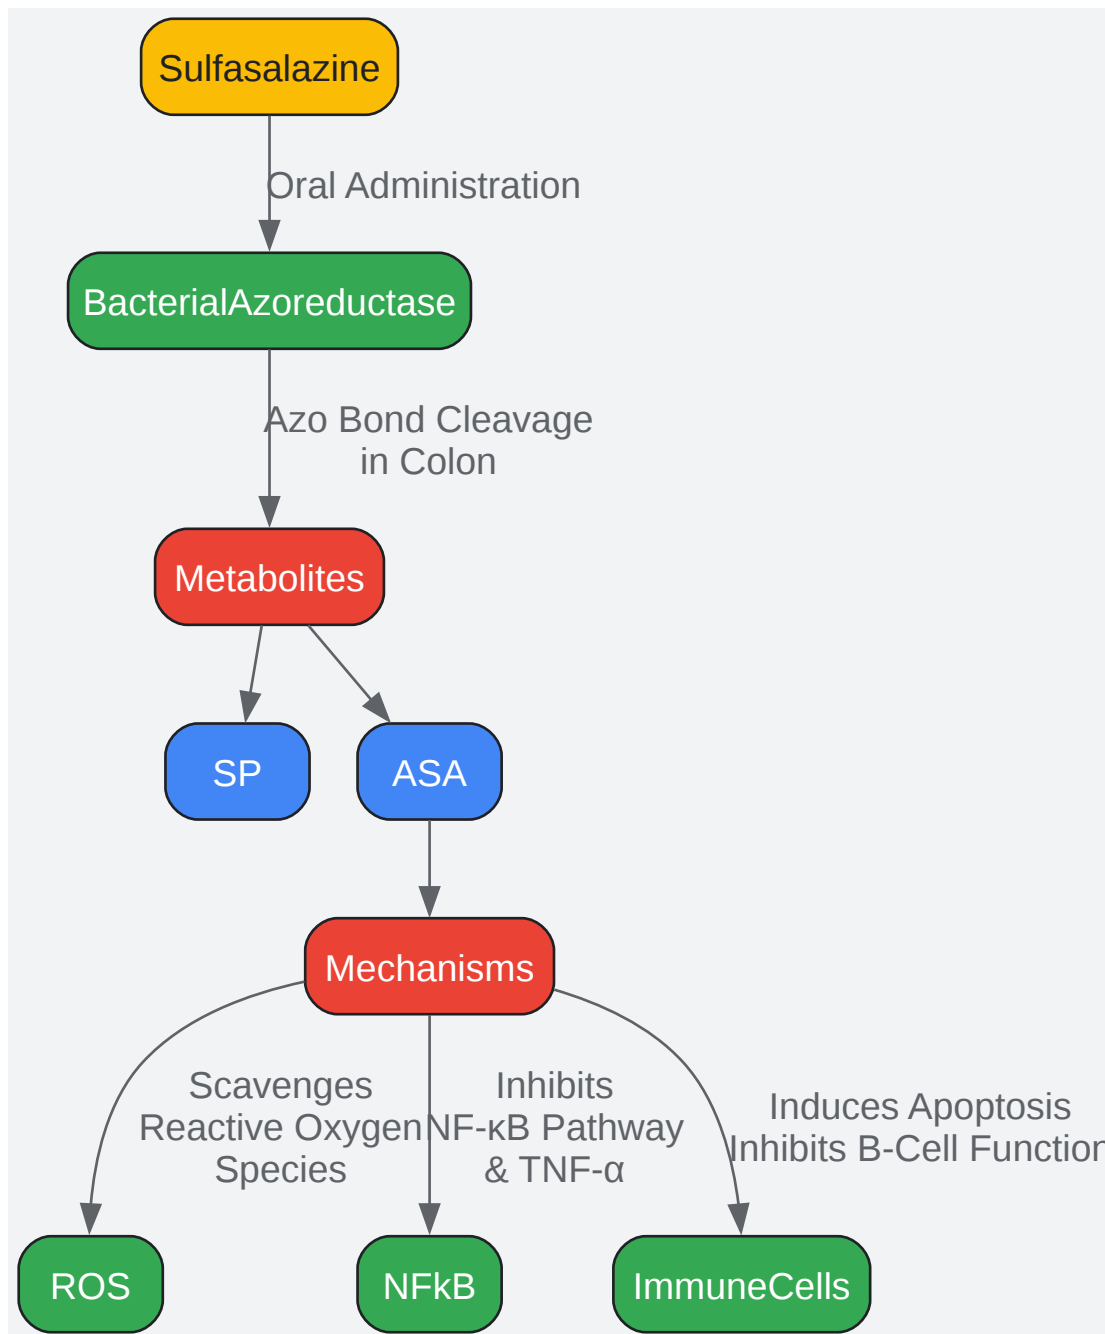 Sulfasalazine
Oral Administration
BacterialAzoreductase
Azo Bond Cleavage
in Colon
Metabolites
SP
ASA
Mechanisms
Scavenges
Reactive Oxygen
Species
Inhibits
NF-κB Pathway
& TNF-α
Induces Apoptosis
Inhibits B-Cell Function
ROS
NFkB
ImmuneCells